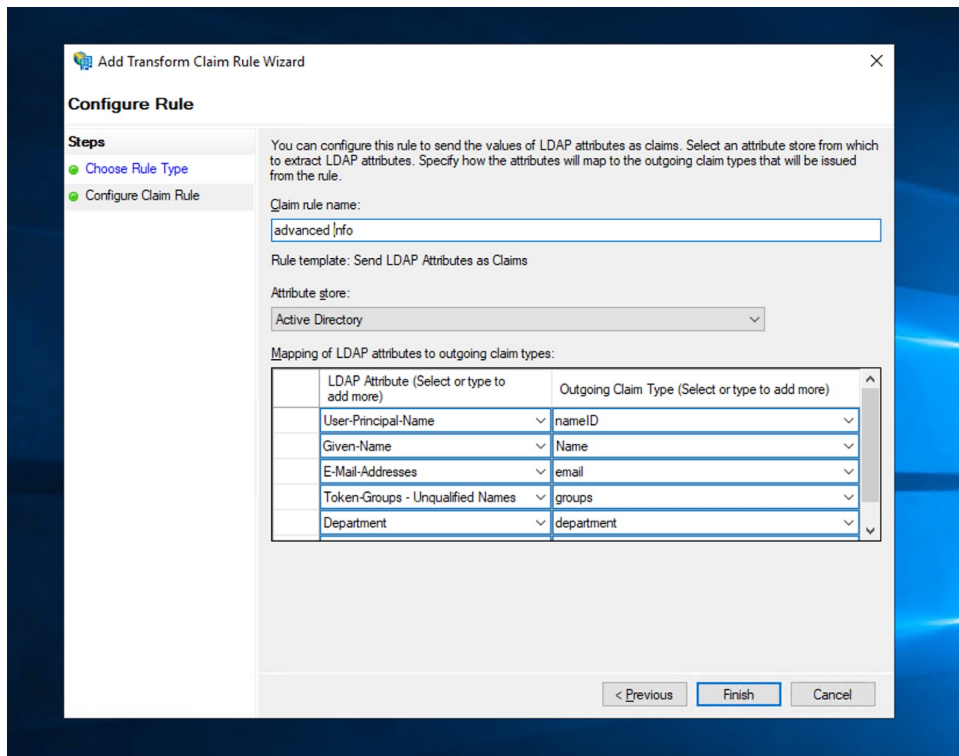 Add Transform Claim Rule Wizard
Configure Rule
Steps
Choose Rule Type
Configure Claim Rule
You can configure this rule to send the values of LDAP attributes as claims. Select an attribute store from which
to extract LDAP attributes. Specify how the attributes will map to the outgoing claim types that will be issued
from the rule.
Claim rule name:
advanced info
Rule template: Send LDAP Attributes as Claims
Attribute store:
Active Directory
Mapping of LDAP attributes to outgoing claim types:
LDAP Attribute (Select or type to
add more)
Outgoing Claim Type (Select or type to add more)
User-Principal-Name nameID
Given-Name Name
E-Mail-Addresses email
Token-Groups - Unqualified Names groups
Department department
< Previous Finish Cancel